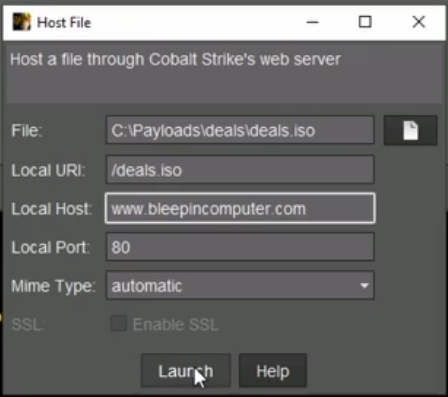 Host File
Host a file through Cobalt Strike's web server
File: C:\Payloads\deals\deals.iso
Local URI: /deals.iso
Local Host: www.bleepincomputer.com
Local Port: 80
Mime Type: automatic
SSL: Enable SSL
Launch Help